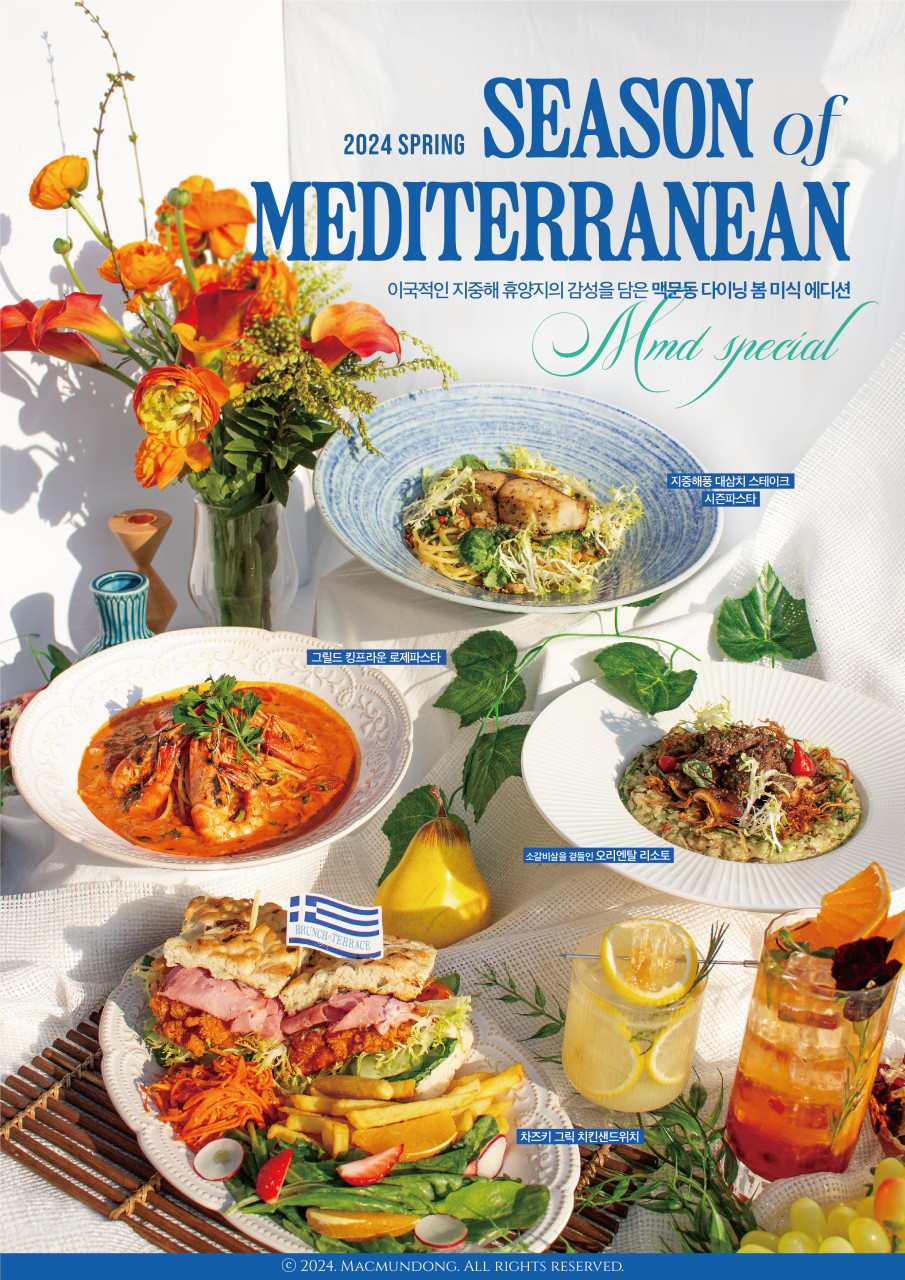 2024 SPRING SEASON of
MEDITERRANEAN
이국적인 지중해 휴양지의 감성을 담은 맥문동 다이닝 봄 미식 에디션
Mmd special
지중해풍 대삼치 스테이크
시즌파스타
그릴드 킹프라운 로제파스타
소갈비살을 곁들인 오리엔탈 리소토
BRUNCH TERRACE
차즈키 그릭 치킨샌드위치
© 2024. MACMUNDONG. ALL RIGHTS RESERVED.